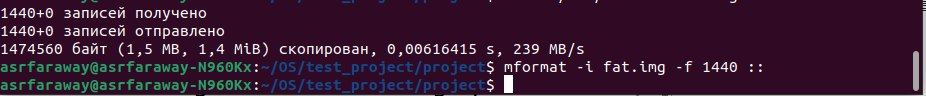 1440+0 записей получено
1440+0 записей отправлено
1474560 байт (1,5 MB, 1,4 MiB) скопирован, 0,00616415 s, 239 MB/s
asrfaraway@asrfaraway-N960Kx:~/OS/test_project/project$ mformat -i fat.img -f 1440 ::
asrfaraway@asrfaraway-N960Kx:~/OS/test_project/project$